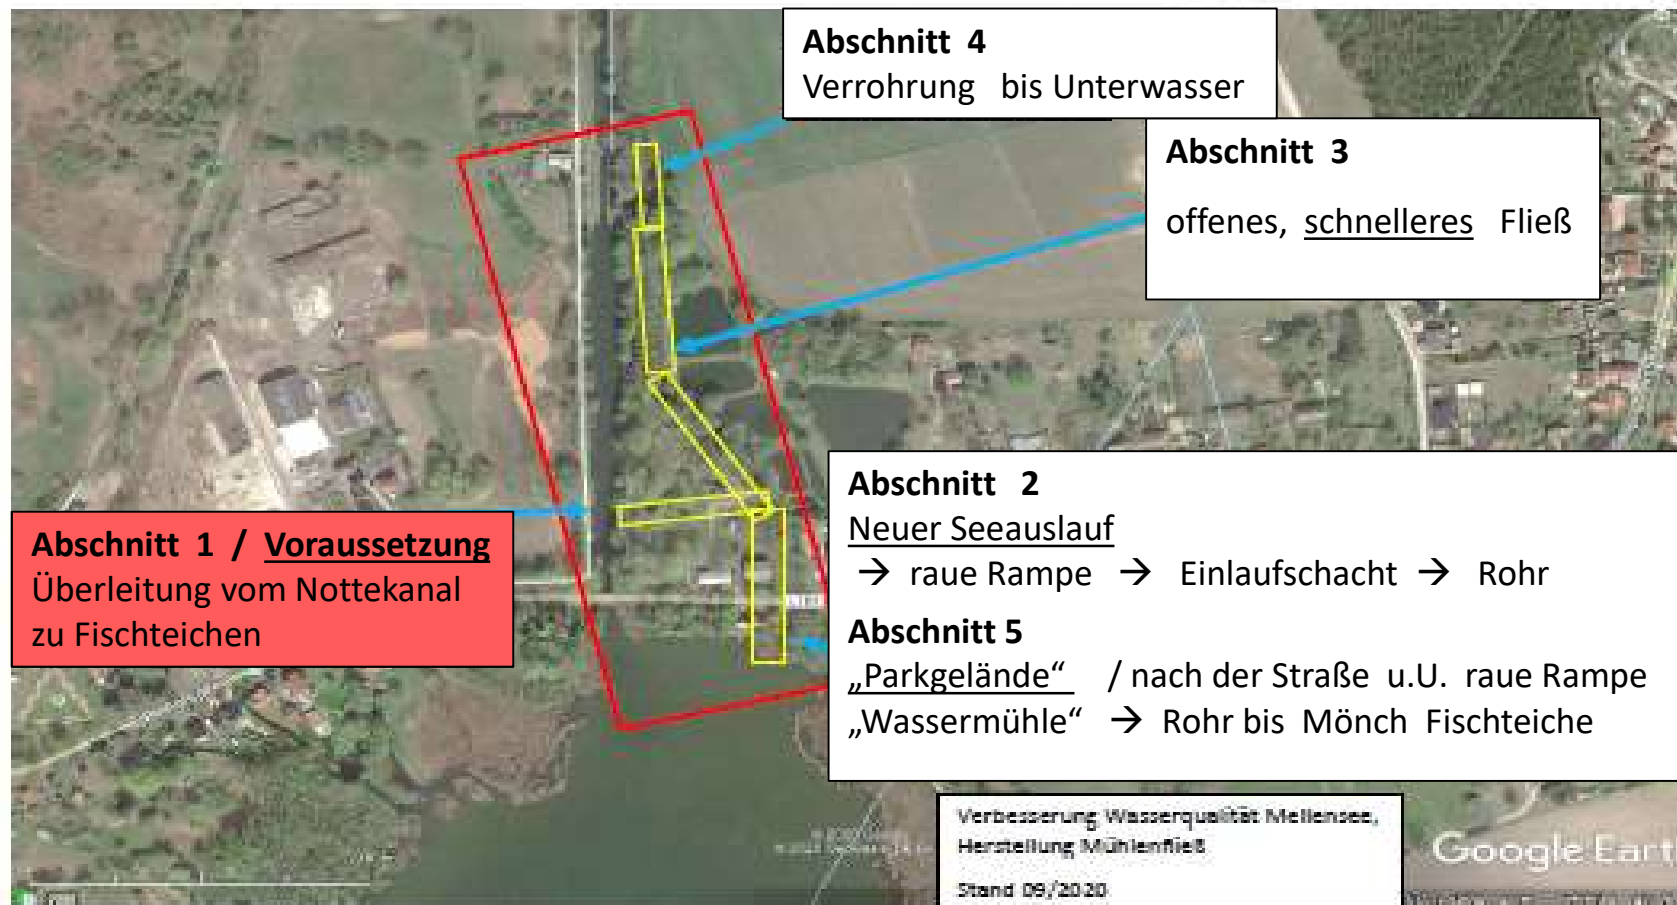 Abschnitt 4
Verrohrung bis Unterwasser
Abschnitt 3
offenes, schnelleres Fließ
Abschnitt 1 / Voraussetzung
Überleitung vom Nottekanal
zu Fischteichen
Abschnitt 2
Neuer Seeauslauf
→ raue Rampe → Einlaufschacht → Rohr
Abschnitt 5
„Parkgelände“ / nach der Straße u.U. raue Rampe
„Wassermühle“ → Rohr bis Mönch Fischteiche
Verbesserung Wasserqualität Mellensee,
Herstellung Mühlenfließ
Stand 09/2020
Google Eart